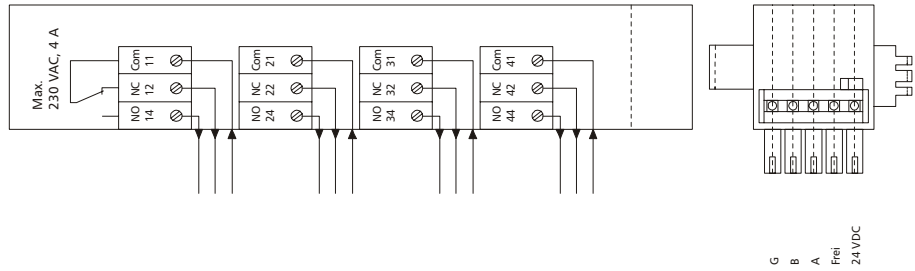 Max.
230 VAC, 4 A
Com 11
NC 12
NO 14
Com 21
NC 22
NO 24
Com 31
NC 32
NO 34
Com 41
NC 42
NO 44
G
B
A
Frei
24 VDC